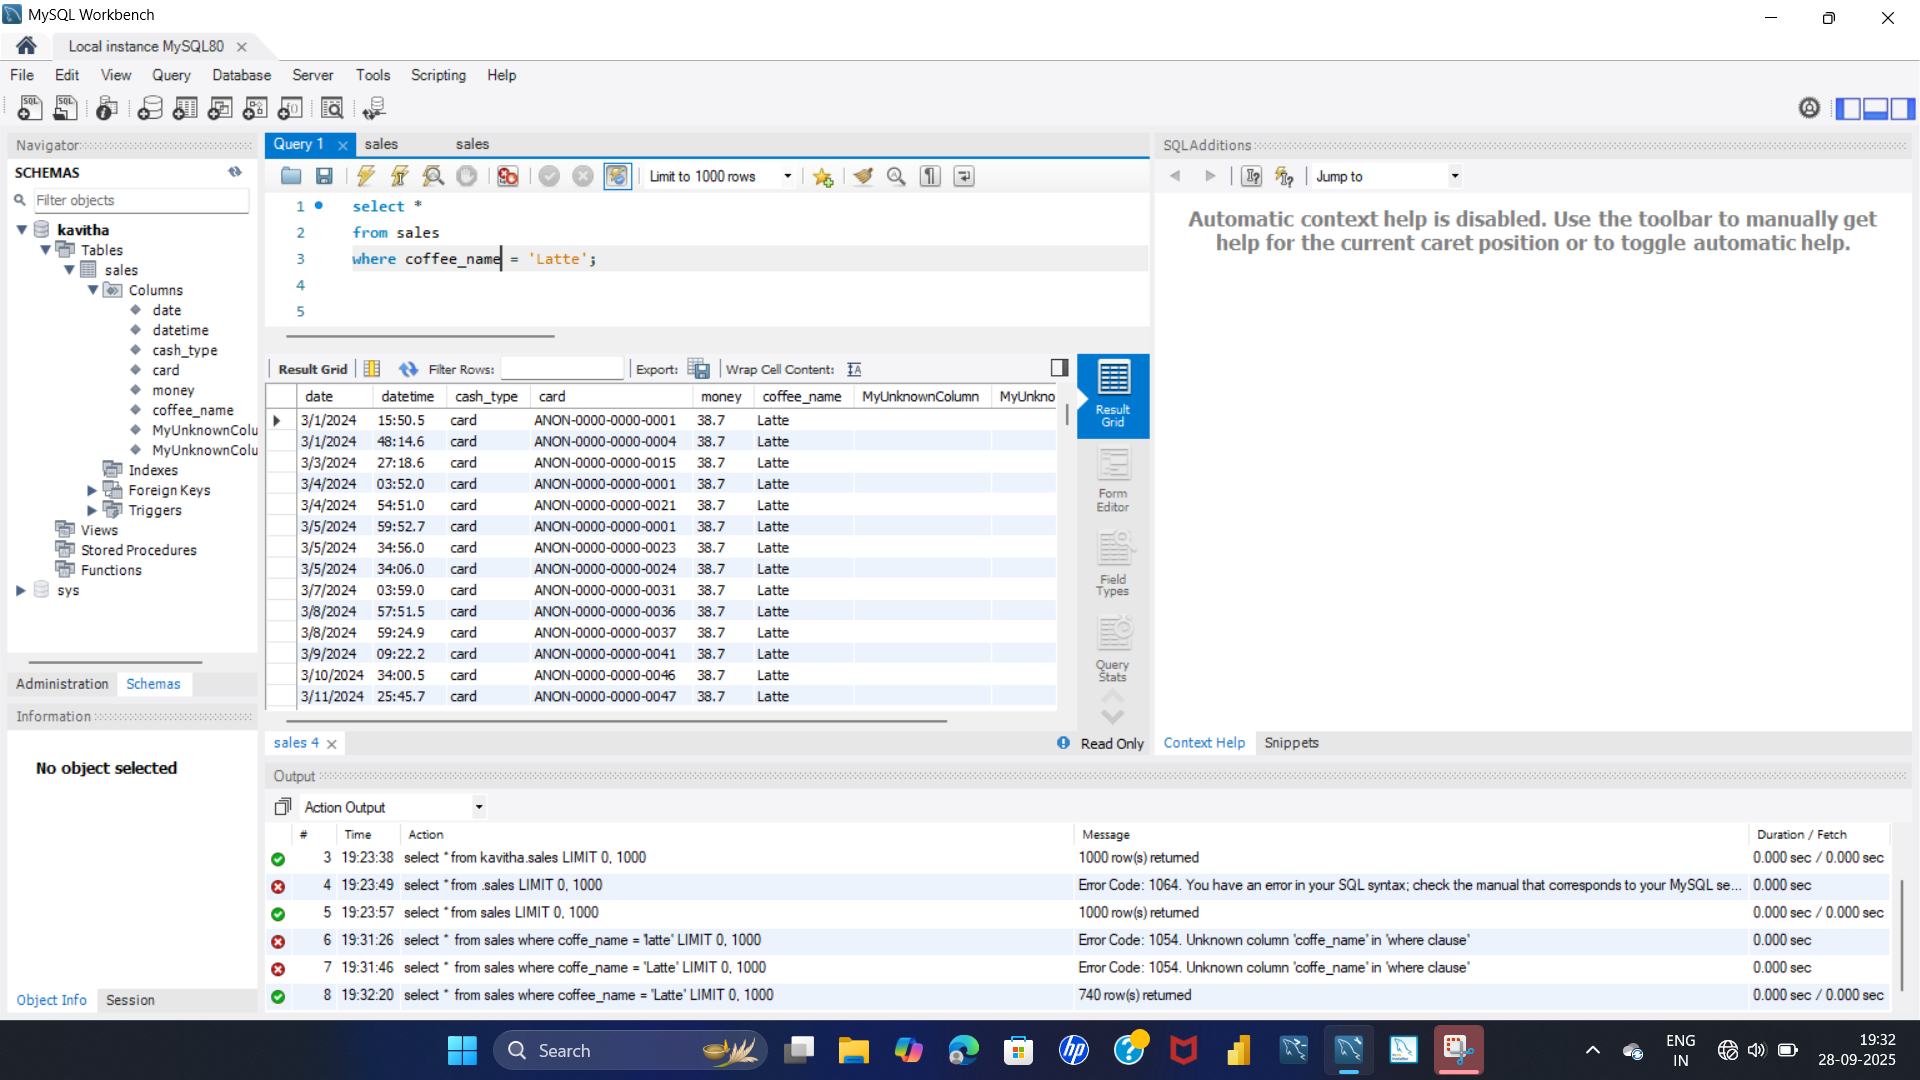 MySQL Workbench
Local instance MySQL80
File Edit View Query Database Server Tools Scripting Help
Navigator
SCHEMAS
Filter objects
kavitha
Tables
sales
Columns
date
datetime
cash_type
card
money
coffee_name
MyUnknownColu
MyUnknownColu
Indexes
Foreign Keys
Triggers
Views
Stored Procedures
Functions
sys
Administration Schemas
Information
No object selected
Object Info Session
Query 1 sales sales
Limit to 1000 rows
1 select *
2 from sales
3 where coffee_name = 'Latte';
4
5
Result Grid Filter Rows: Export: Wrap Cell Content:
date datetime cash_type card money coffee_name MyUnknownColumn MyUnkno
3/1/2024 15:50.5 card ANON-0000-0000-0001 38.7 Latte
3/1/2024 48:14.6 card ANON-0000-0000-0004 38.7 Latte
3/3/2024 27:18.6 card ANON-0000-0000-0015 38.7 Latte
3/4/2024 03:52.0 card ANON-0000-0000-0001 38.7 Latte
3/4/2024 54:51.0 card ANON-0000-0000-0021 38.7 Latte
3/5/2024 59:52.7 card ANON-0000-0000-0001 38.7 Latte
3/5/2024 34:56.0 card ANON-0000-0000-0023 38.7 Latte
3/5/2024 34:06.0 card ANON-0000-0000-0024 38.7 Latte
3/7/2024 03:59.0 card ANON-0000-0000-0031 38.7 Latte
3/8/2024 57:51.5 card ANON-0000-0000-0036 38.7 Latte
3/8/2024 59:24.9 card ANON-0000-0000-0037 38.7 Latte
3/9/2024 09:22.2 card ANON-0000-0000-0041 38.7 Latte
3/10/2024 34:00.5 card ANON-0000-0000-0046 38.7 Latte
3/11/2024 25:45.7 card ANON-0000-0000-0047 38.7 Latte
Result
Grid
Form
Editor
Field
Types
Query
Stats
sales 4 Read Only
SQLAdditions
Jump to
Automatic context help is disabled. Use the toolbar to manually get
help for the current caret position or to toggle automatic help.
Context Help Snippets
Output
Action Output
# Time Action Message Duration / Fetch
3 19:23:38 select * from kavitha.sales LIMIT 0, 1000 1000 row(s) returned 0.000 sec / 0.000 sec
4 19:23:49 select * from .sales LIMIT 0, 1000 Error Code: 1064. You have an error in your SQL syntax; check the manual that corresponds to your MySQL se... 0.000 sec
5 19:23:57 select * from sales LIMIT 0, 1000 1000 row(s) returned 0.000 sec / 0.000 sec
6 19:31:26 select * from sales where coffe_name = 'latte' LIMIT 0, 1000 Error Code: 1054. Unknown column 'coffe_name' in 'where clause' 0.000 sec
7 19:31:46 select * from sales where coffe_name = 'Latte' LIMIT 0, 1000 Error Code: 1054. Unknown column 'coffe_name' in 'where clause' 0.000 sec
8 19:32:20 select * from sales where coffee_name = 'Latte' LIMIT 0, 1000 740 row(s) returned 0.000 sec / 0.000 sec
Search
ENG
IN
19:32
28-09-2025